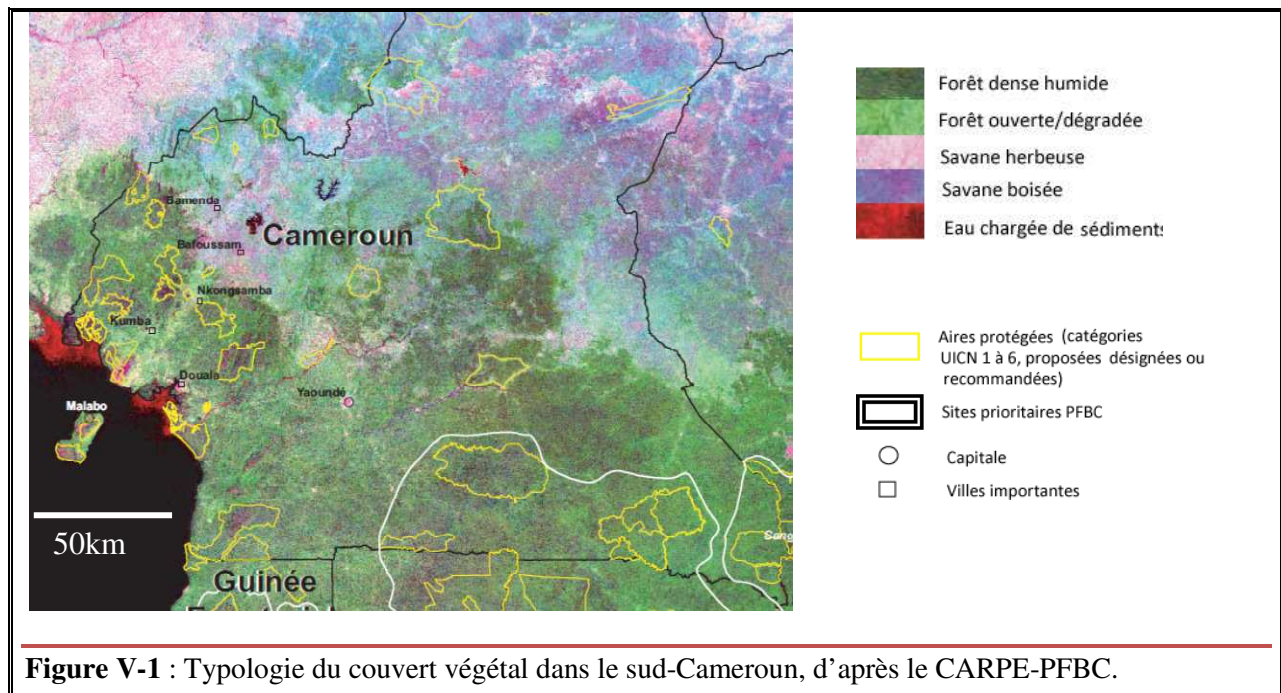 Bamenda
Cameroun
Bafoussam
Nkongsamba
Kumba
Douala
Yaoundé
Malabo
50km
Guinée
Forêt dense humide
Forêt ouverte/dégradée
Savane herbeuse
Savane boisée
Eau chargée de sédiments
Aires protégées (catégories
UICN 1 à 6, proposées désignées ou
recommandées)
Sites prioritaires PFBC
Capitale
Villes importantes
Figure V-1 : Typologie du couvert végétal dans le sud-Cameroun, d'après le CARPE-PFBC.